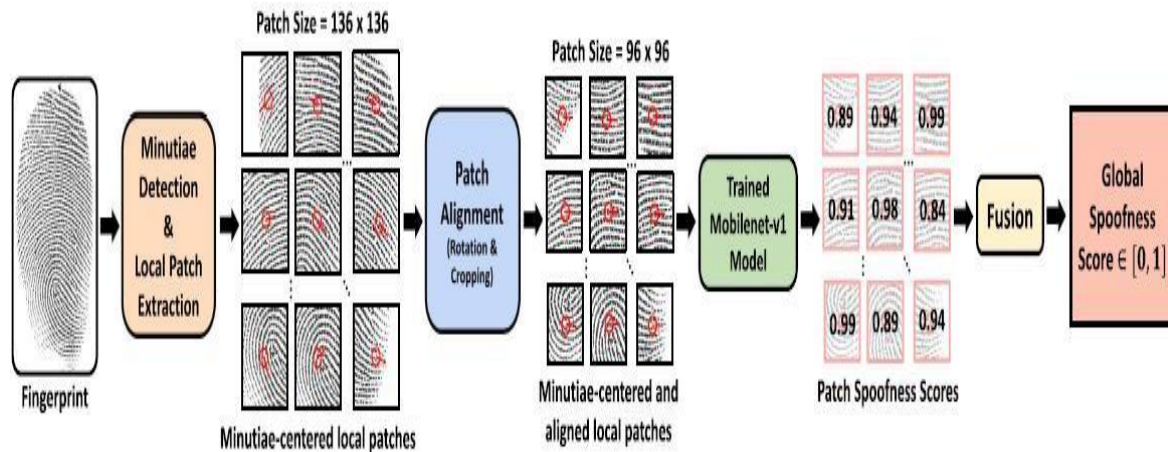 Fingerprint
Minutiae
Detection
&
Local Patch
Extraction
Patch Size = 136 x 136
...
Minutiae-centered local patches
Patch
Alignment
(Rotation &
Cropping)
Patch Size = 96 x 96
...
Minutiae-centered and
aligned local patches
Trained
Mobilenet-v1
Model
0.89 0.94 0.99
...
0.91 0.98 0.84
0.99 0.89 0.94
Patch Spoofness Scores
Fusion
Global
Spoofness
Score ∈ [0, 1]